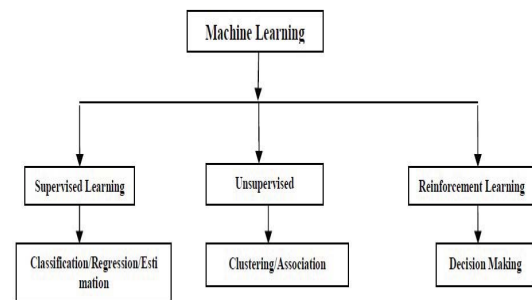 Machine Learning
Supervised Learning
Unsupervised
Reinforcement Learning
Classification/Regression/Esti
mation
Clustering/Association
Decision Making